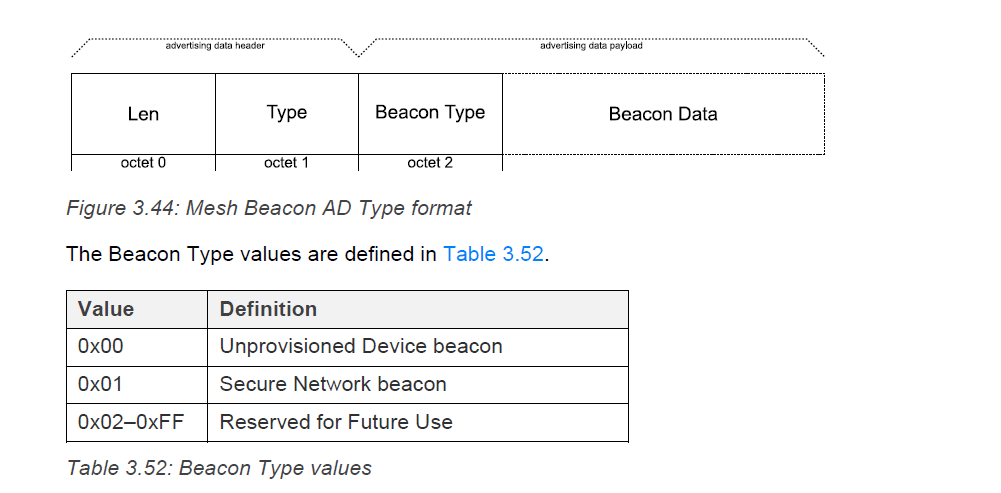 advertising data header advertising data payload
Len Type Beacon Type Beacon Data
octet 0 octet 1 octet 2
Figure 3.44: Mesh Beacon AD Type format
The Beacon Type values are defined in Table 3.52.
Value Definition
0x00 Unprovisioned Device beacon
0x01 Secure Network beacon
0x02–0xFF Reserved for Future Use
Table 3.52: Beacon Type values